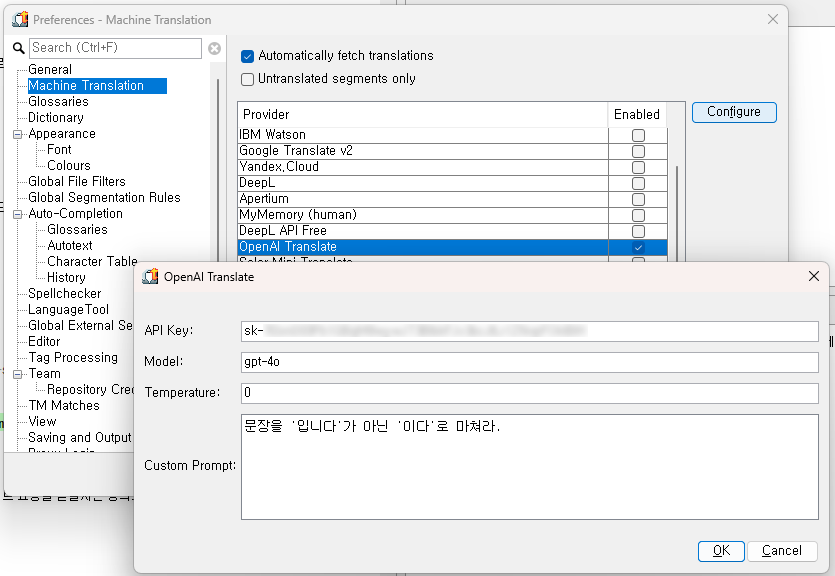 Preferences - Machine Translation
Search (Ctrl+F)
General
Machine Translation
Glossaries
Dictionary
Appearance
Font
Colours
Global File Filters
Global Segmentation Rules
Auto-Completion
Glossaries
Autotext
Character Table
History
Spellchecker
LanguageTool
Global External Se
Editor
Tag Processing
Team
Repository Cred
TM Matches
View
Saving and Output
Proxy Login
Automatically fetch translations
Untranslated segments only
Provider Enabled
IBM Watson
Google Translate v2
Yandex.Cloud
DeepL
Apertium
MyMemory (human)
DeepL API Free
OpenAI Translate
Solar Mini Translate
Configure
OpenAI Translate
API Key: sk-
Model: gpt-4o
Temperature: 0
Custom Prompt: 문장을 '입니다'가 아닌 '이다'로 마쳐라.
OK Cancel